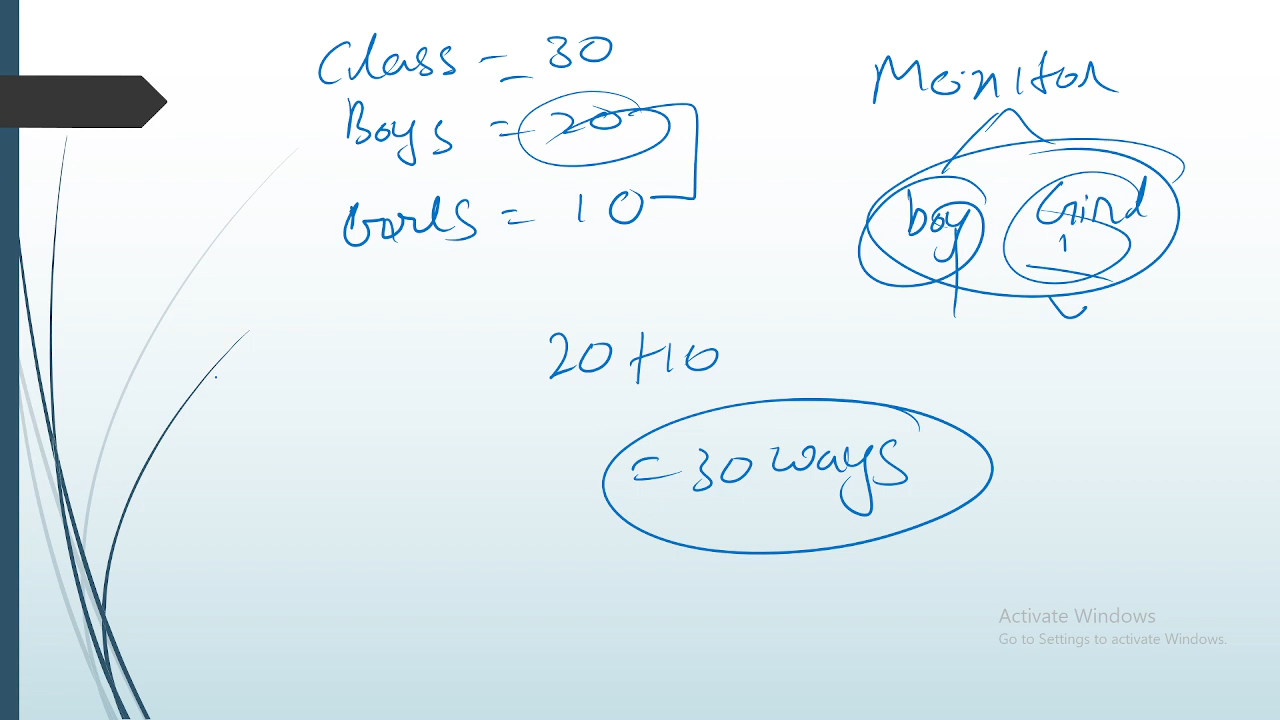 Class = 30
Boys = 20
Girls = 10
Monitor
boy
Girl
1
20 + 10
= 30 ways
Activate Windows
Go to Settings to activate Windows.